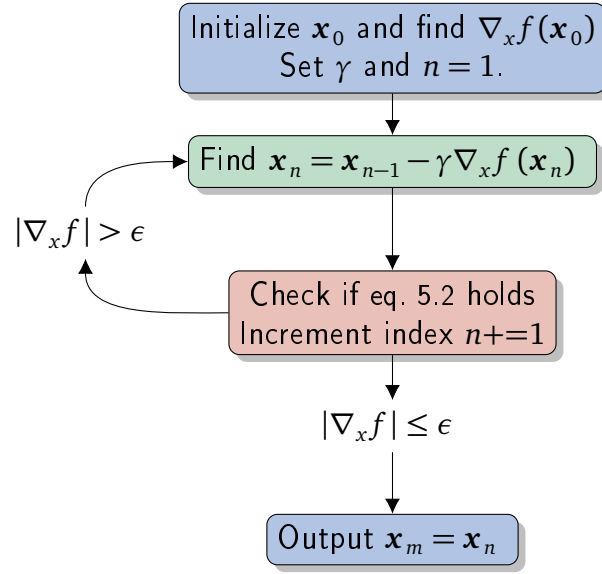 Initialize 𝒙₀ and find ∇ₓf(𝒙₀)
Set γ and n = 1.
Find 𝒙ₙ = 𝒙ₙ₋₁ − γ∇ₓf (𝒙ₙ)
|∇ₓf| > ϵ
Check if eq. 5.2 holds
Increment index n+=1
|∇ₓf| ≤ ϵ
Output 𝒙ₘ = 𝒙ₙ